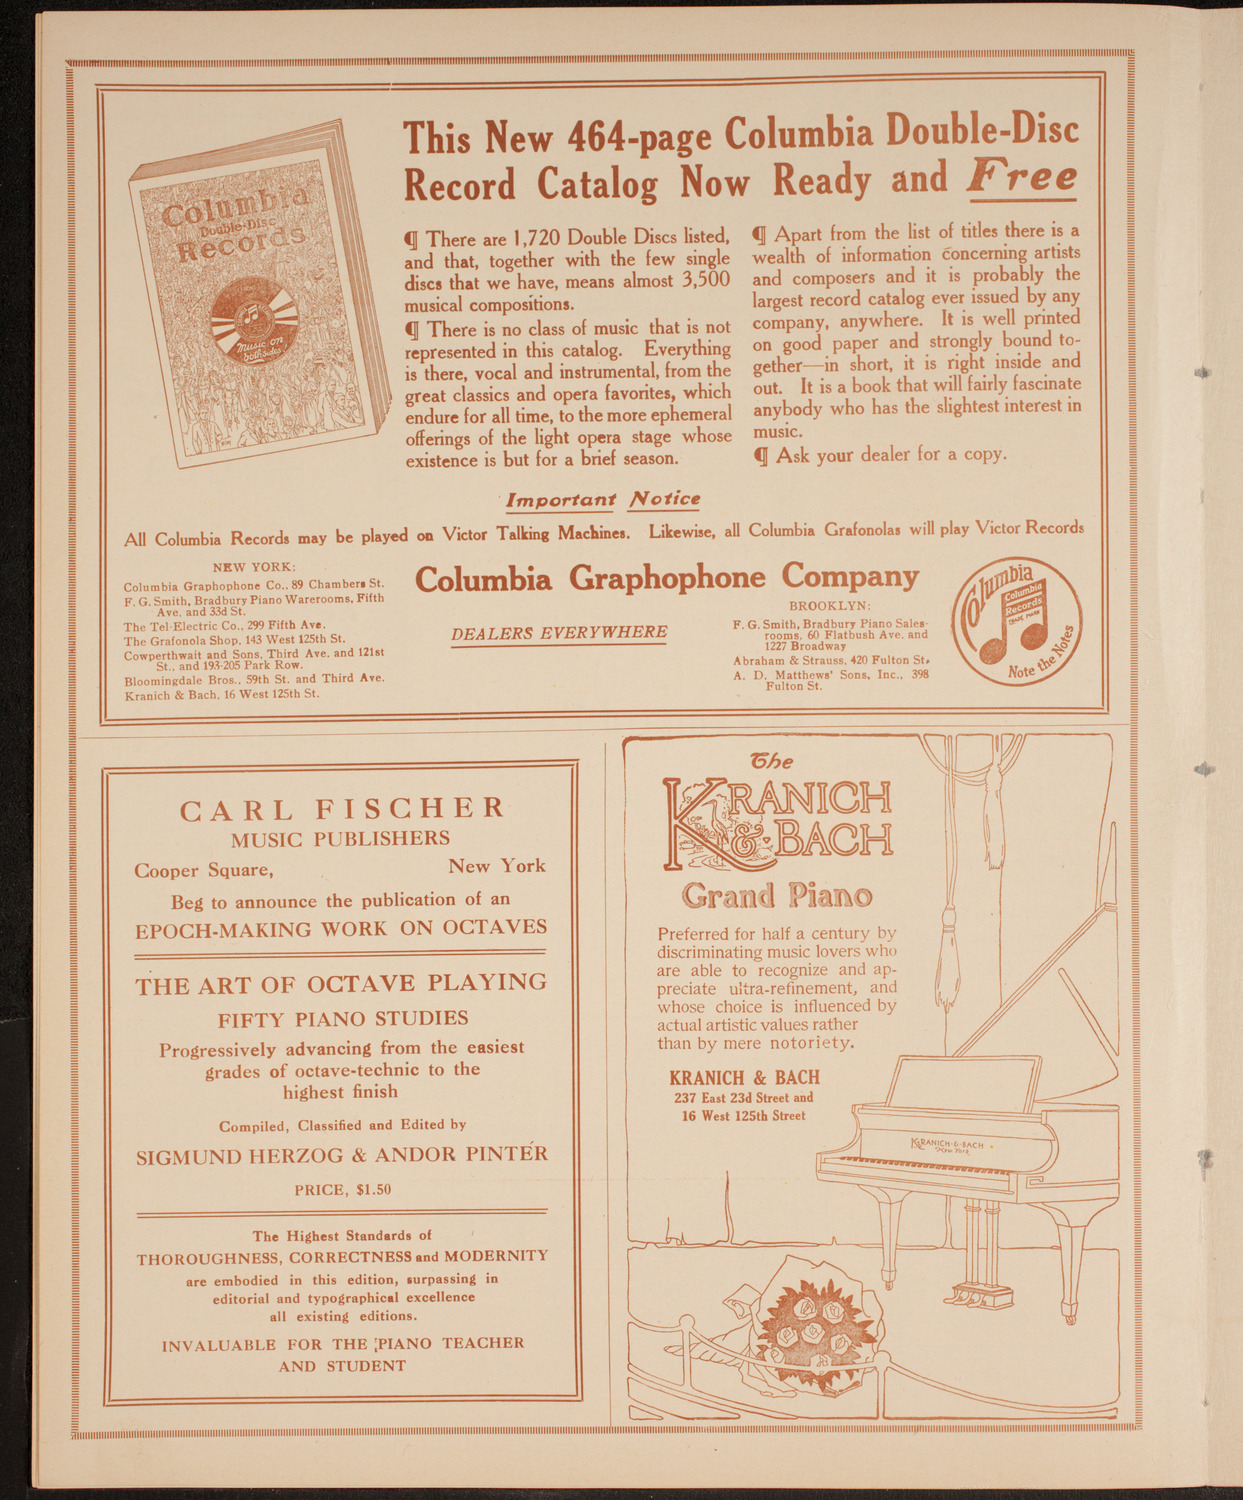 Columbia
Double-Disc
Records
Music on
both sides!
This New 464-page Columbia Double-Disc
Record Catalog Now Ready and Free
¶ There are 1,720 Double Discs listed,
and that, together with the few single
discs that we have, means almost 3,500
musical compositions.
¶ There is no class of music that is not
represented in this catalog. Everything
is there, vocal and instrumental, from the
great classics and opera favorites, which
endure for all time, to the more ephemeral
offerings of the light opera stage whose
existence is but for a brief season.
¶ Apart from the list of titles there is a
wealth of information concerning artists
and composers and it is probably the
largest record catalog ever issued by any
company, anywhere. It is well printed
on good paper and strongly bound to-
gether—in short, it is right inside and
out. It is a book that will fairly fascinate
anybody who has the slightest interest in
music.
¶ Ask your dealer for a copy.
Important Notice
All Columbia Records may be played on Victor Talking Machines. Likewise, all Columbia Grafonolas will play Victor Records
NEW YORK:
Columbia Graphophone Co., 89 Chambers St.
F. G. Smith, Bradbury Piano Warerooms, Fifth
Ave. and 33d St.
The Tel-Electric Co., 299 Fifth Ave.
The Grafonola Shop, 143 West 125th St.
Cowperthwait and Sons, Third Ave. and 121st
St., and 193-205 Park Row.
Bloomingdale Bros., 59th St. and Third Ave.
Kranich & Bach, 16 West 125th St.
Columbia Graphophone Company
DEALERS EVERYWHERE
BROOKLYN:
F. G. Smith, Bradbury Piano Sales-
rooms, 60 Flatbush Ave. and
1227 Broadway
Abraham & Strauss, 420 Fulton St.
A. D. Matthews' Sons, Inc., 398
Fulton St.
Columbia
Columbia
Records
TRADE MARK
Note the Notes
CARL FISCHER
MUSIC PUBLISHERS
Cooper Square, New York
Beg to announce the publication of an
EPOCH-MAKING WORK ON OCTAVES
THE ART OF OCTAVE PLAYING
FIFTY PIANO STUDIES
Progressively advancing from the easiest
grades of octave-technic to the
highest finish
Compiled, Classified and Edited by
SIGMUND HERZOG & ANDOR PINTÉR
PRICE, $1.50
The Highest Standards of
THOROUGHNESS, CORRECTNESS and MODERNITY
are embodied in this edition, surpassing in
editorial and typographical excellence
all existing editions.
INVALUABLE FOR THE PIANO TEACHER
AND STUDENT
The
KRANICH
& BACH
Grand Piano
Preferred for half a century by
discriminating music lovers who
are able to recognize and ap-
preciate ultra-refinement, and
whose choice is influenced by
actual artistic values rather
than by mere notoriety.
KRANICH & BACH
237 East 23d Street and
16 West 125th Street
KRANICH & BACH
New York